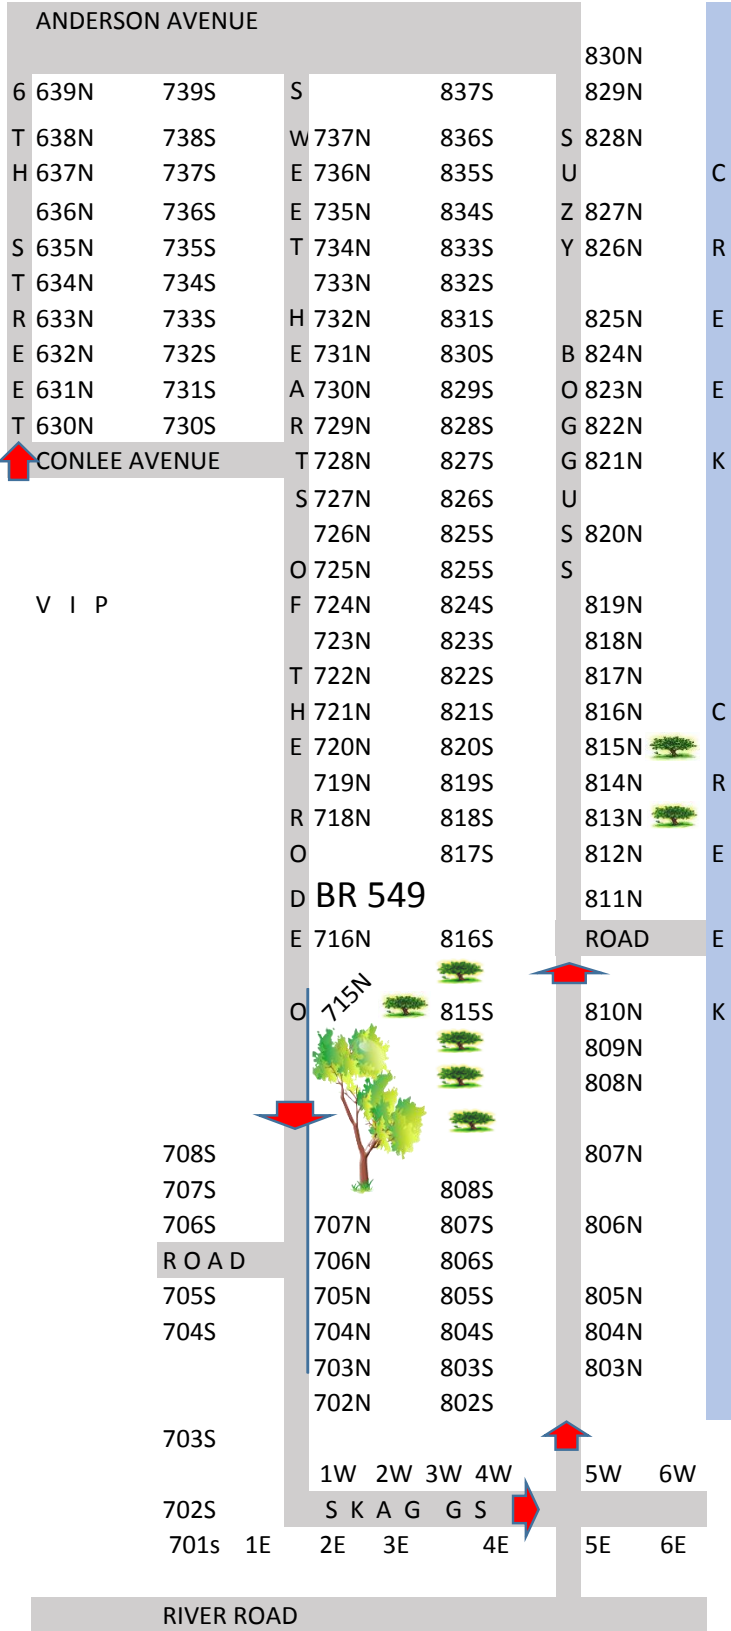 ANDERSON AVENUE
830N
6 639N 739S S 837S 829N
T 638N 738S W 737N 836S S 828N
H 637N 737S E 736N 835S U C
636N 736S E 735N 834S Z 827N
S 635N 735S T 734N 833S Y 826N R
T 634N 734S 733N 832S
R 633N 733S H 732N 831S 825N E
E 632N 732S E 731N 830S B 824N
E 631N 731S A 730N 829S O 823N E
T 630N 730S R 729N 828S G 822N
CONLEE AVENUE T 728N 827S G 821N K
S 727N 826S U
726N 825S S 820N
O 725N 825S S
V I P F 724N 824S 819N
723N 823S 818N
T 722N 822S 817N
H 721N 821S 816N C
E 720N 820S 815N
719N 819S 814N R
R 718N 818S 813N
O 817S 812N E
D BR 549 811N
E 716N 816S ROAD E
715N
O 815S 810N K
809N
808N
708S 807N
707S 808S
706S 707N 807S 806N
R O A D 706N 806S
705S 705N 805S 805N
704S 704N 804S 804N
703N 803S 803N
702N 802S
703S
1W 2W 3W 4W 5W 6W
702S S K A G G S
701s 1E 2E 3E 4E 5E 6E
RIVER ROAD